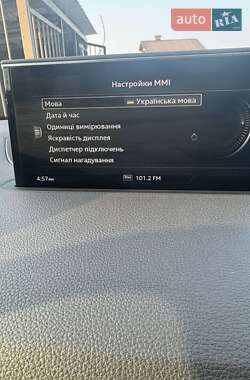 AUTO RIA
Настройки MMI
Мова Українська мова
Дата й час
Одиниці вимірювання
Яскравість дисплея
Диспетчер підключень
Сигнал нагадування
4:57 101.2 FM